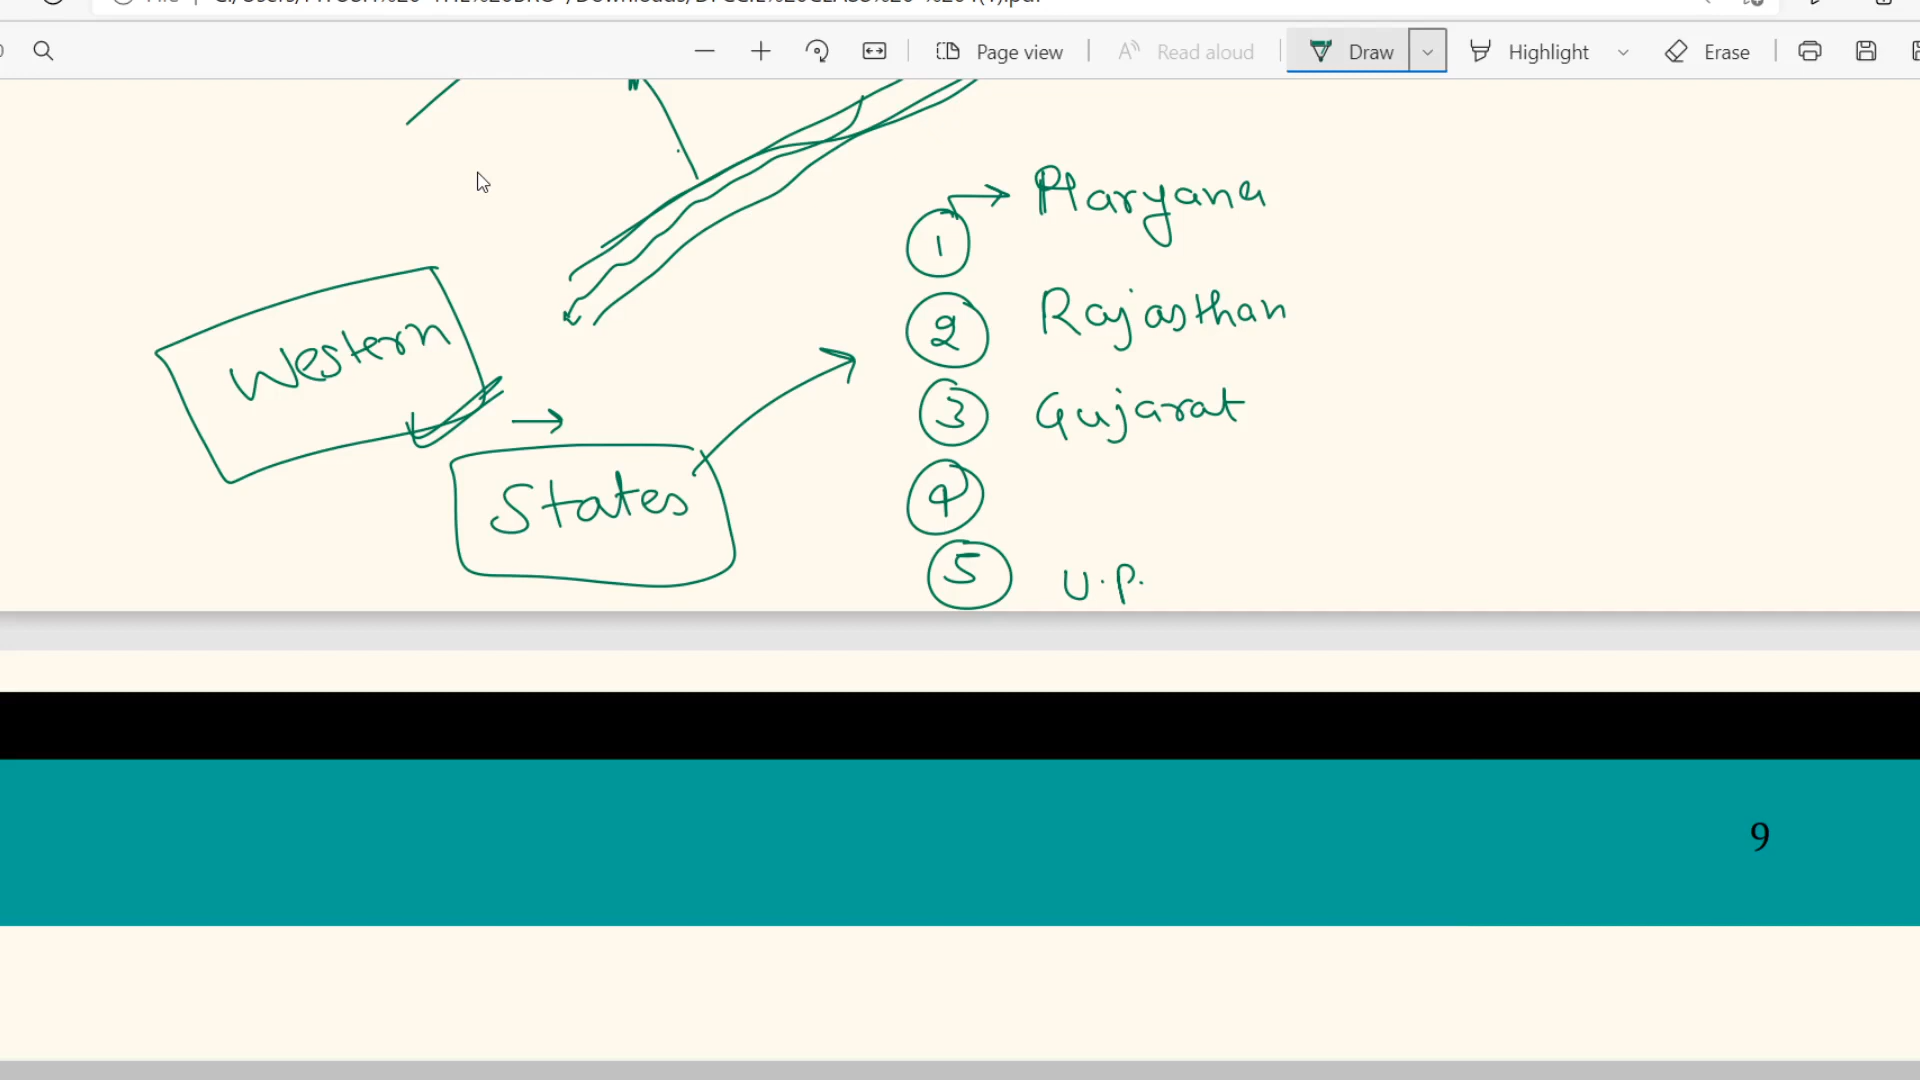 Page view
Read aloud
Draw
Highlight
Erase
1 → Haryana
2 Rajasthan
3 Gujarat
4
5 U.P.
Western
→
States
9